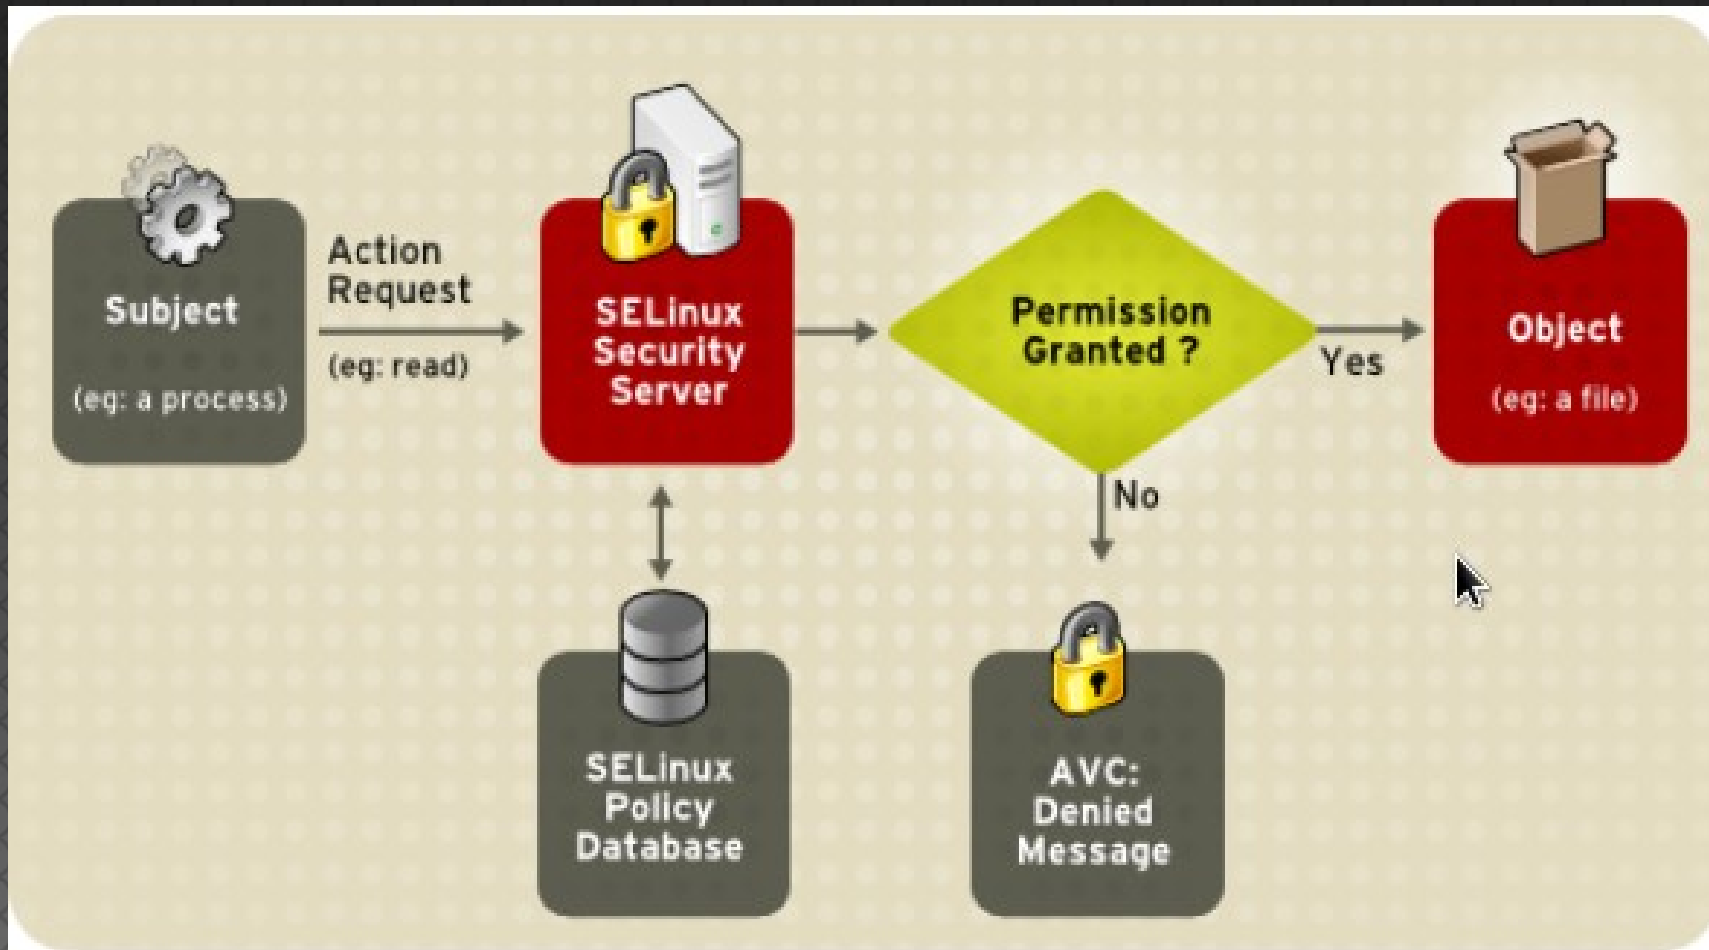 Subject
(eg: a process)
Action
Request
(eg: read)
SELinux
Security
Server
Permission
Granted ?
Yes
Object
(eg: a file)
No
SELinux
Policy
Database
AVC:
Denied
Message